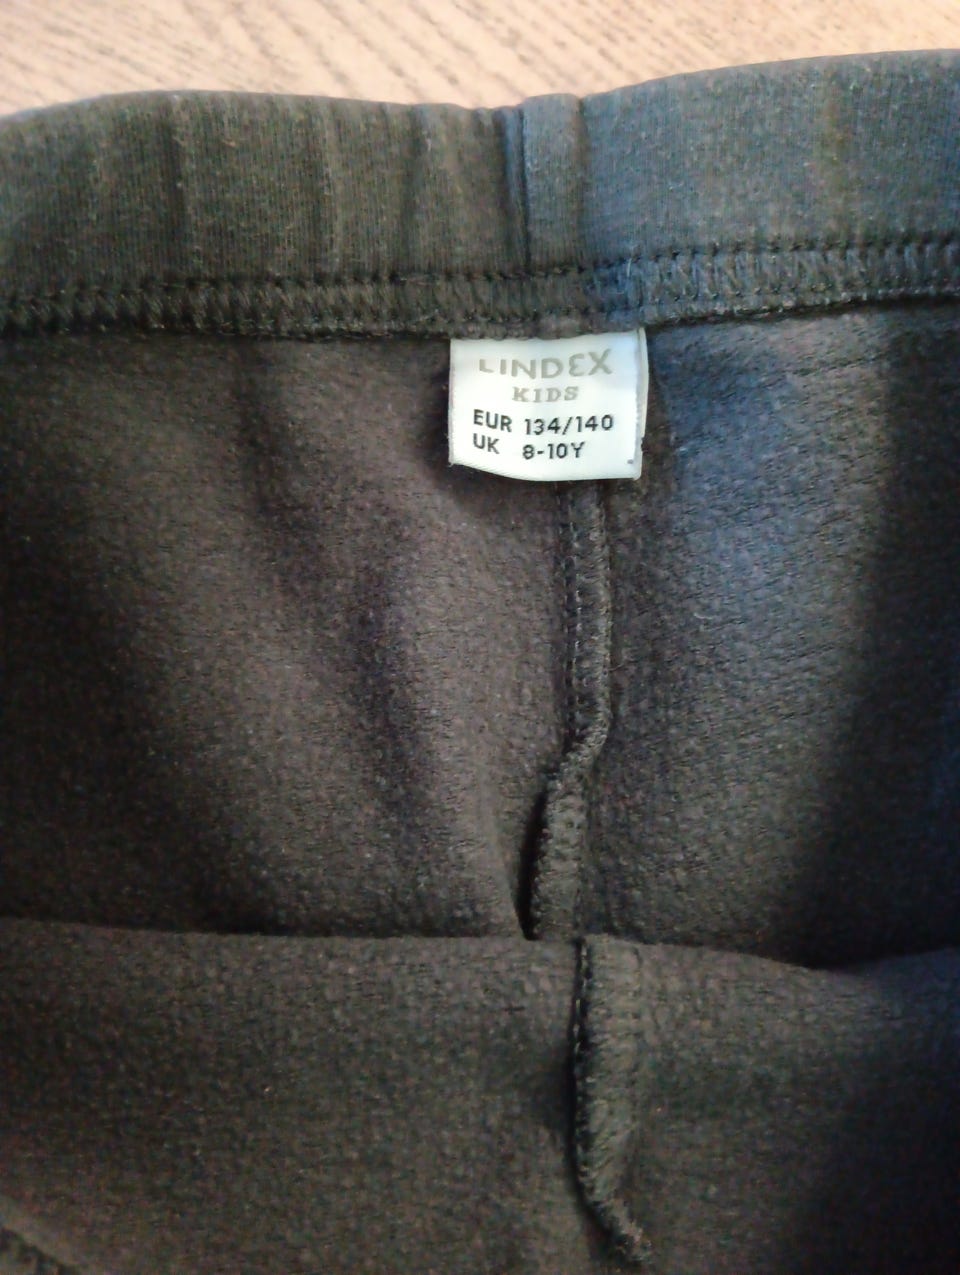 LINDEX
KIDS
EUR 134/140
UK 8-10Y